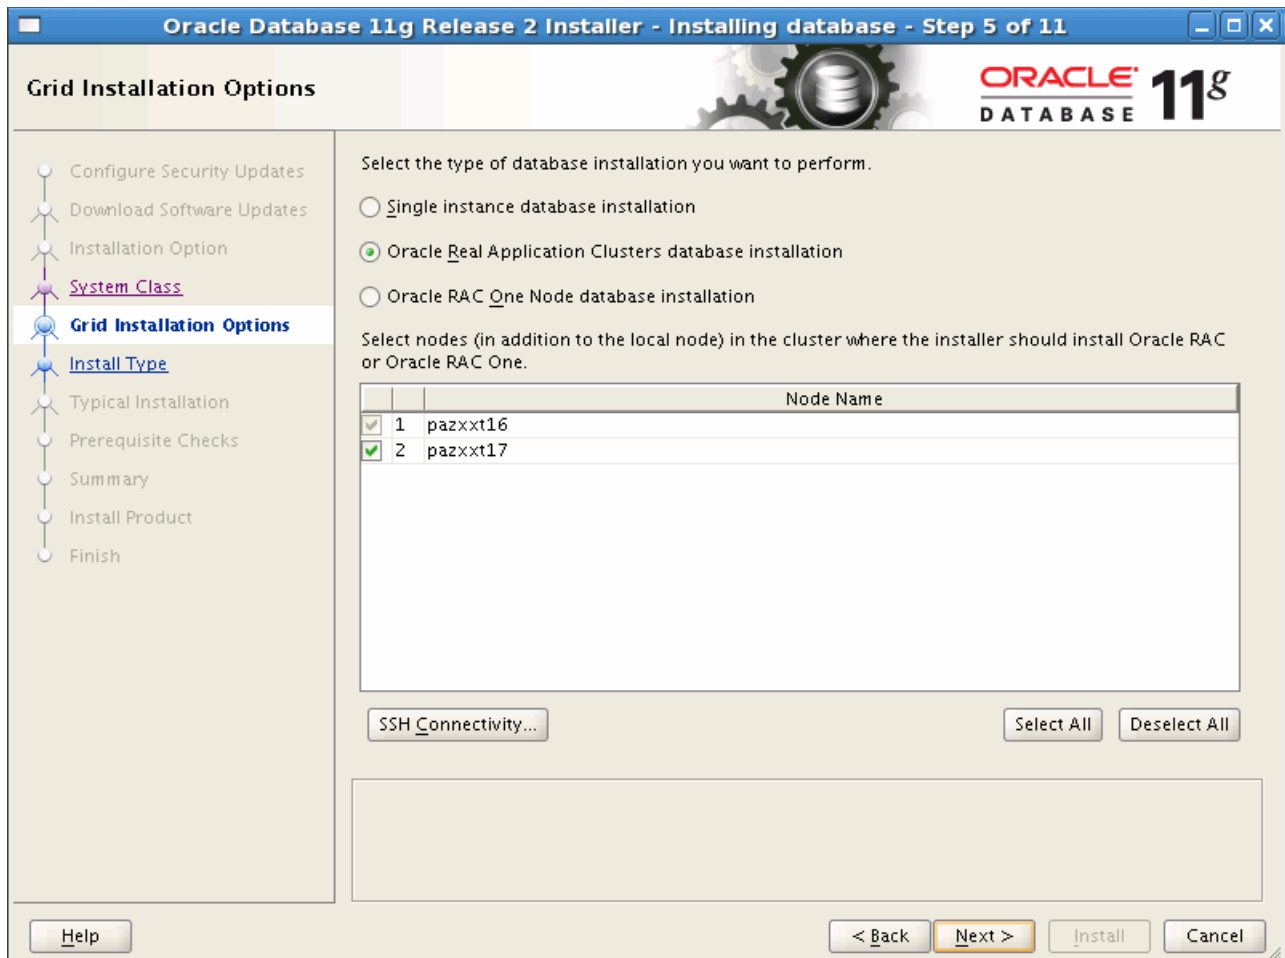 Oracle Database 11g Release 2 Installer - Installing database - Step 5 of 11
Grid Installation Options
ORACLE
DATABASE
11g
Configure Security Updates
Download Software Updates
Installation Option
System Class
Grid Installation Options
Install Type
Typical Installation
Prerequisite Checks
Summary
Install Product
Finish
Select the type of database installation you want to perform.
Single instance database installation
Oracle Real Application Clusters database installation
Oracle RAC One Node database installation
Select nodes (in addition to the local node) in the cluster where the installer should install Oracle RAC
or Oracle RAC One.
Node Name
1 pazxxt16
2 pazxxt17
SSH Connectivity...
Select All
Deselect All
Help
< Back
Next >
Install
Cancel